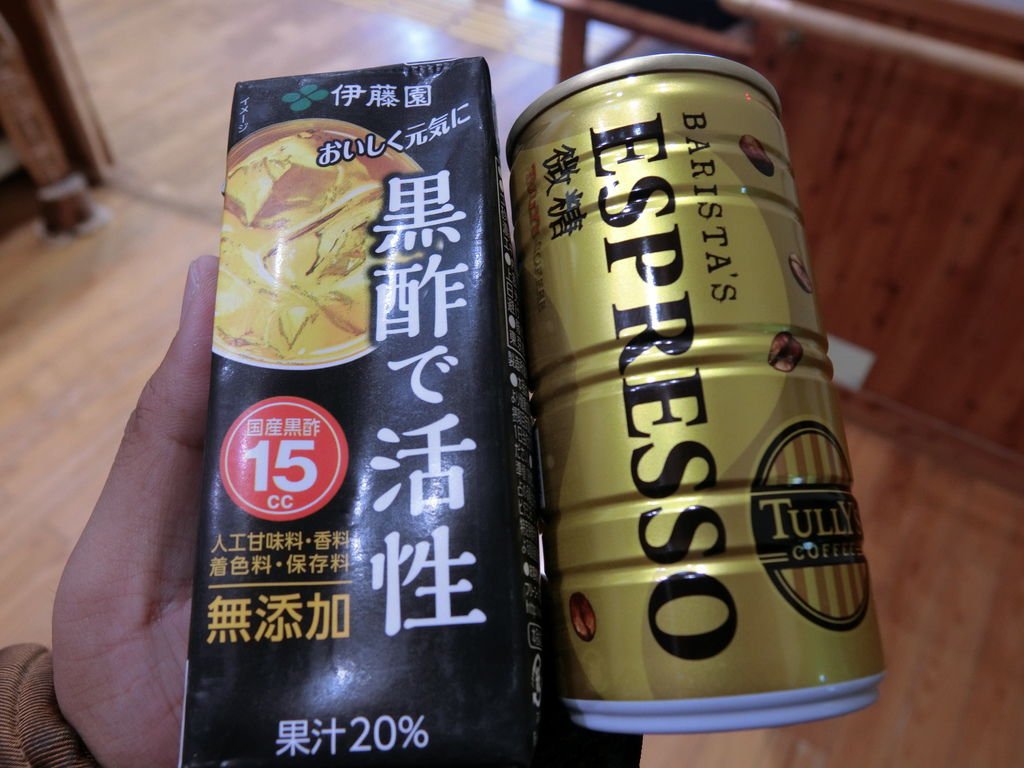 イメージ
伊藤園
おいしく元気に
黒酢で活性
国産黒酢
15
cc
人工甘味料・香料
着色料・保存料
無添加
果汁20%
BARISTA'S
ESPRESSO
微糖
TULLY'S
COFFEE